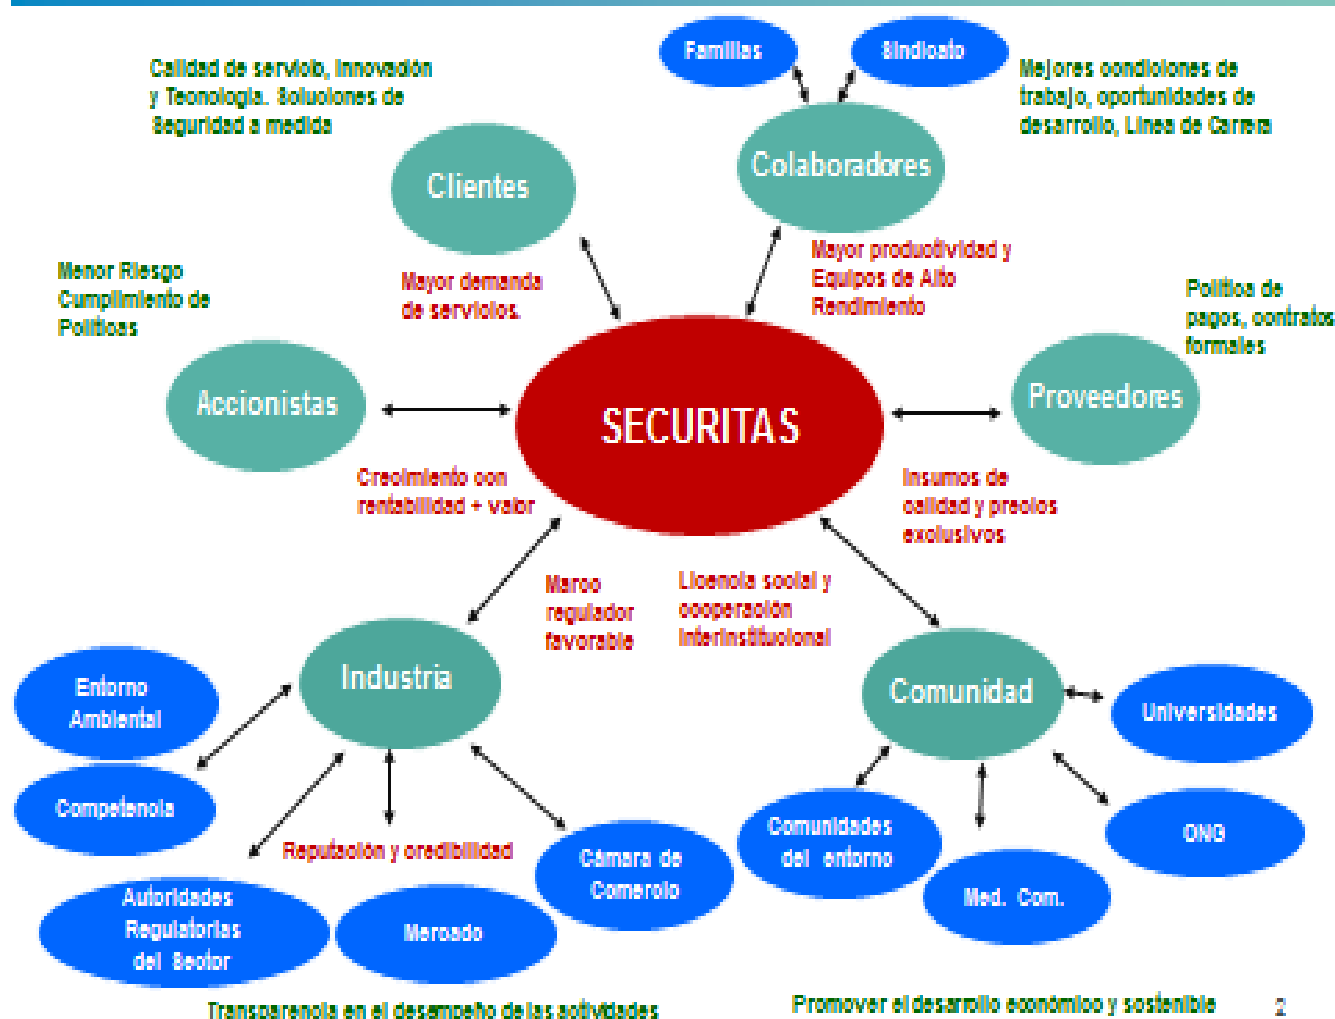 Familias
Sindicato
Calidad de servicio, Innovación
y Tecnología. Soluciones de
Seguridad a medida
Mejores condiciones de
trabajo, oportunidades de
desarrollo, Línea de Carrera
Clientes
Colaboradores
Mayor demanda
de servicios.
Mayor productividad y
Equipos de Alto
Rendimiento
Menor Riesgo
Cumplimiento de
Políticas
Política de
pagos, contratos
formales
Accionistas
SECURITAS
Proveedores
Crecimiento con
rentabilidad + valor
Insumos de
calidad y precios
exclusivos
Marco
regulador
favorable
Licencia social y
cooperación
Interinstitucional
Industria
Comunidad
Entorno
Ambiental
Competencia
Universidades
ONG
Reputación y credibilidad
Cámara de
Comercio
Comunidades
del entorno
Autoridades
Regulatorias
del Sector
Mercado
Med. Com.
Transparencia en el desempeño de las actividades
Promover el desarrollo económico y sostenible
2